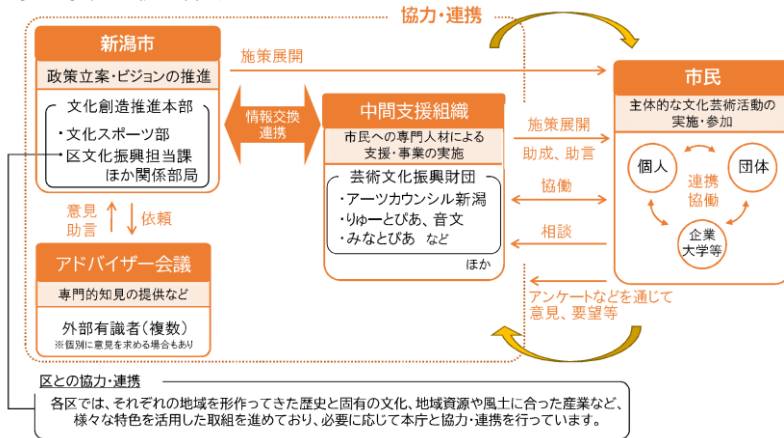 協力・連携
新潟市
政策立案・ビジョンの推進
文化創造推進本部
・文化スポーツ部
・区文化振興担当課
ほか関係部局
意見
助言
依頼
アドバイザー会議
専門的知見の提供など
外部有識者(複数)
※個別に意見を求める場合もあり
施策展開
情報交換
連携
中間支援組織
市民への専門人材による
支援・事業の実施
芸術文化振興財団
・アーツカウンシル新潟
・りゅーとぴあ、音文
・みなとぴあ など
ほか
施策展開
助成、助言
協働
相談
アンケートなどを通じて
意見、要望等
市民
主体的な文化芸術活動の
実施・参加
個人
団体
連携
協働
企業
大学等
区との協力・連携
各区では、それぞれの地域を形作ってきた歴史と固有の文化、地域資源や風土に合った産業など、
様々な特色を活用した取組を進めており、必要に応じて本庁と協力・連携を行っています。